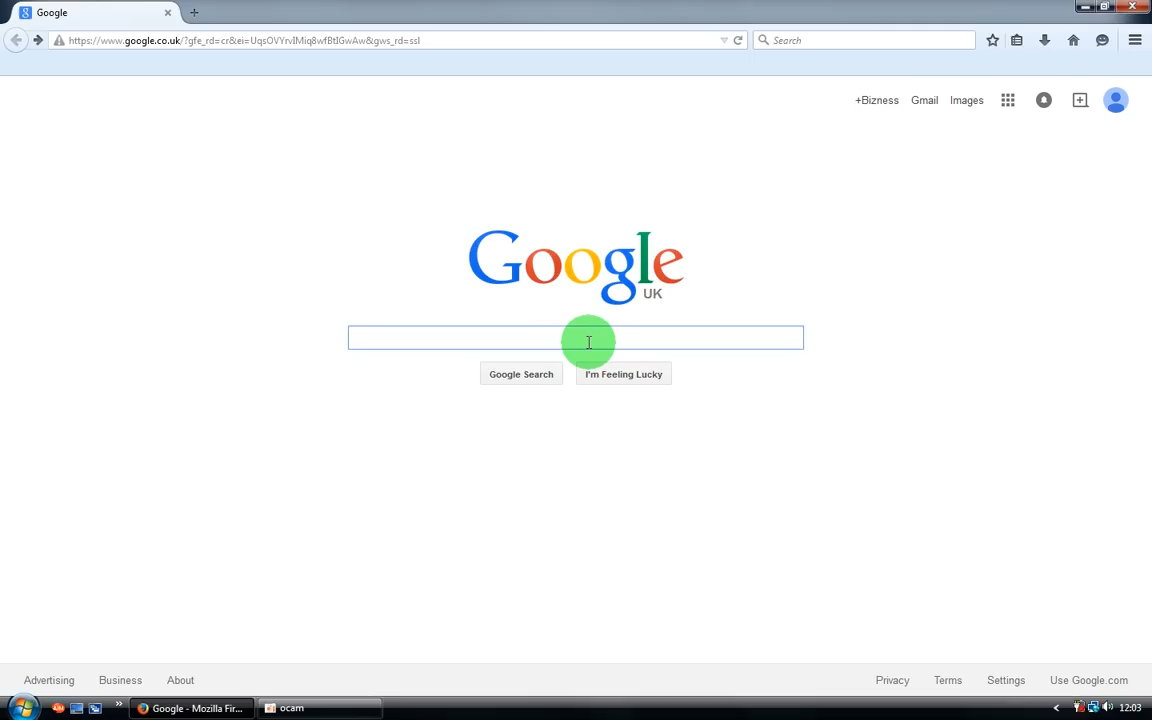 Google
https://www.google.co.uk/?gfe_rd=cr&ei=UqsOVYrvIMiq8wfBtIGwAw&gws_rd=ssl
Search
+Bizness Gmail Images
Google
UK
Google Search I'm Feeling Lucky
Advertising Business About Privacy Terms Settings Use Google.com
Google - Mozilla Fir... ocam 12:03